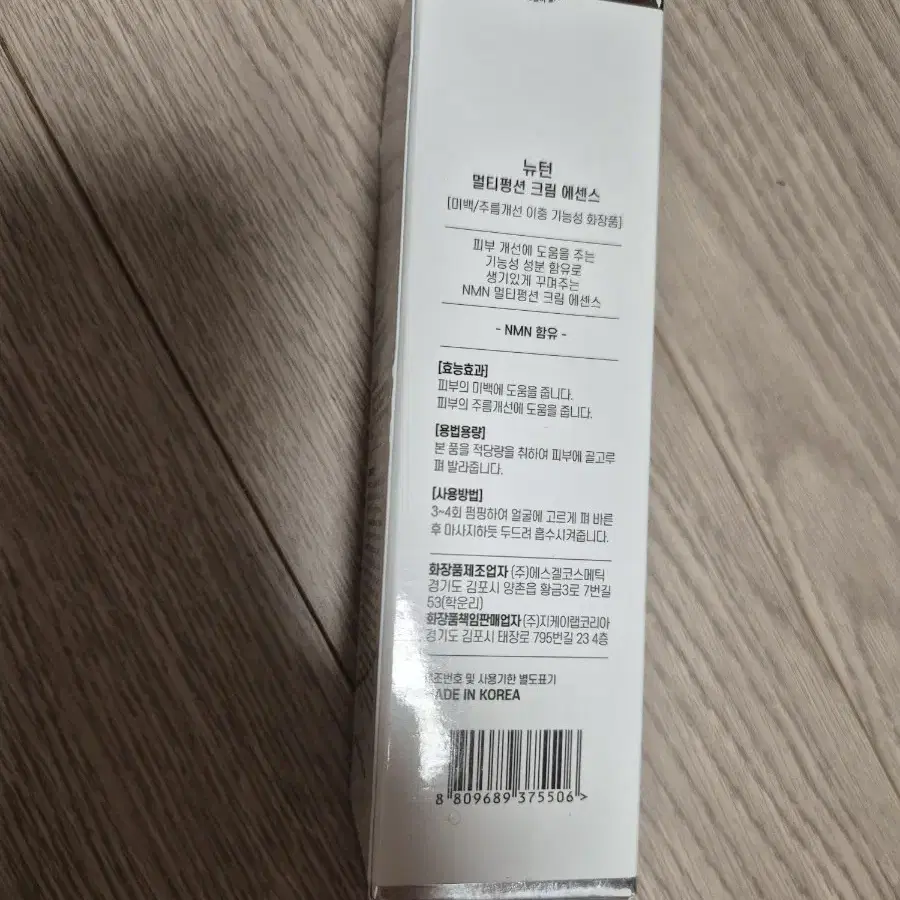 뉴턴
멀티펑션 크림 에센스
[미백/주름개선 이중 기능성 화장품]
피부 개선에 도움을 주는
기능성 성분 함유로
생기있게 꾸며주는
NMN 멀티펑션 크림 에센스
- NMN 함유 -
[효능효과]
피부의 미백에 도움을 줍니다.
피부의 주름개선에 도움을 줍니다.
[용법용량]
본 품을 적당량을 취하여 피부에 골고루
펴 발라줍니다.
[사용방법]
3~4회 펌핑하여 얼굴에 고르게 펴 바른
후 마사지하듯 두드려 흡수시켜줍니다.
화장품제조업자 (주)에스겔코스메틱
경기도 김포시 양촌읍 황금3로 7번길
53(학운리)
화장품책임판매업자 (주)지케이랩코리아
경기도 김포시 태장로 795번길 23 4층
조번호 및 사용기한 별도표기
ADE IN KOREA
8 809689 375506 >